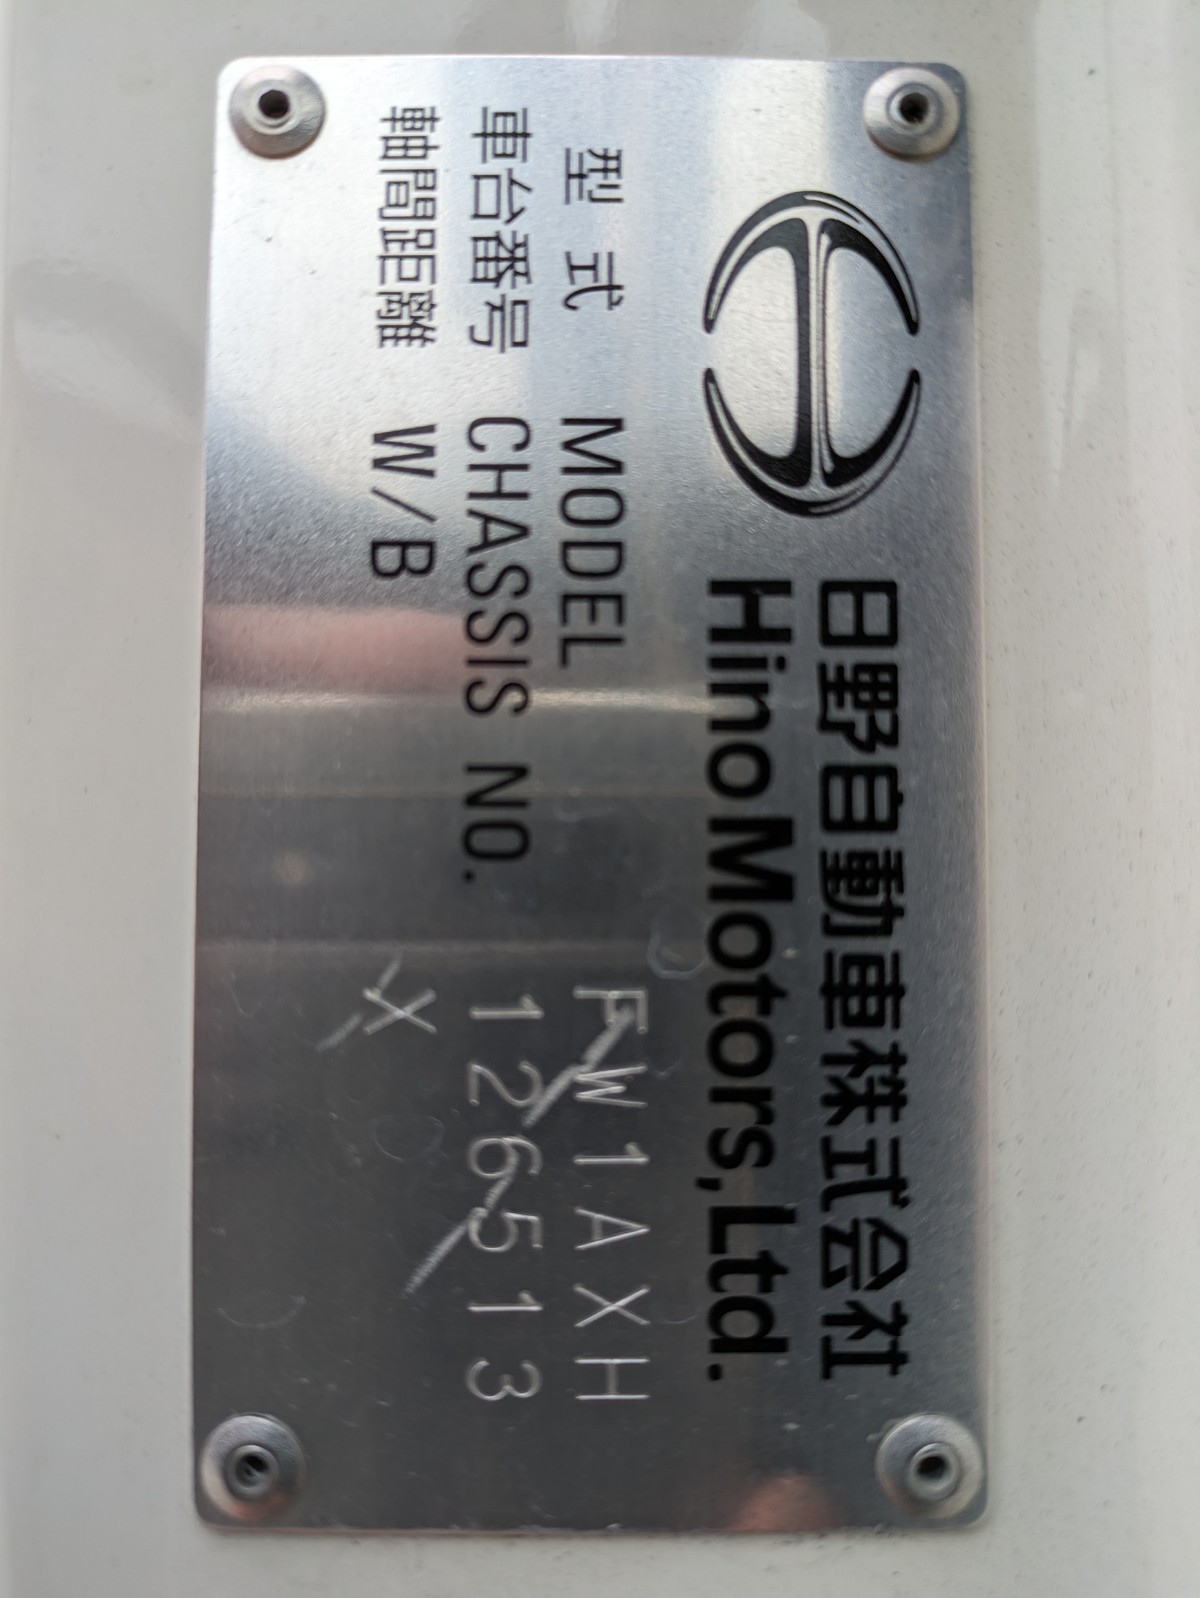 日野自動車株式会社
Hino Motors, Ltd.
型式 MODEL FW1AXH
車台番号 CHASSIS NO. 126513
軸間距離 W/B X